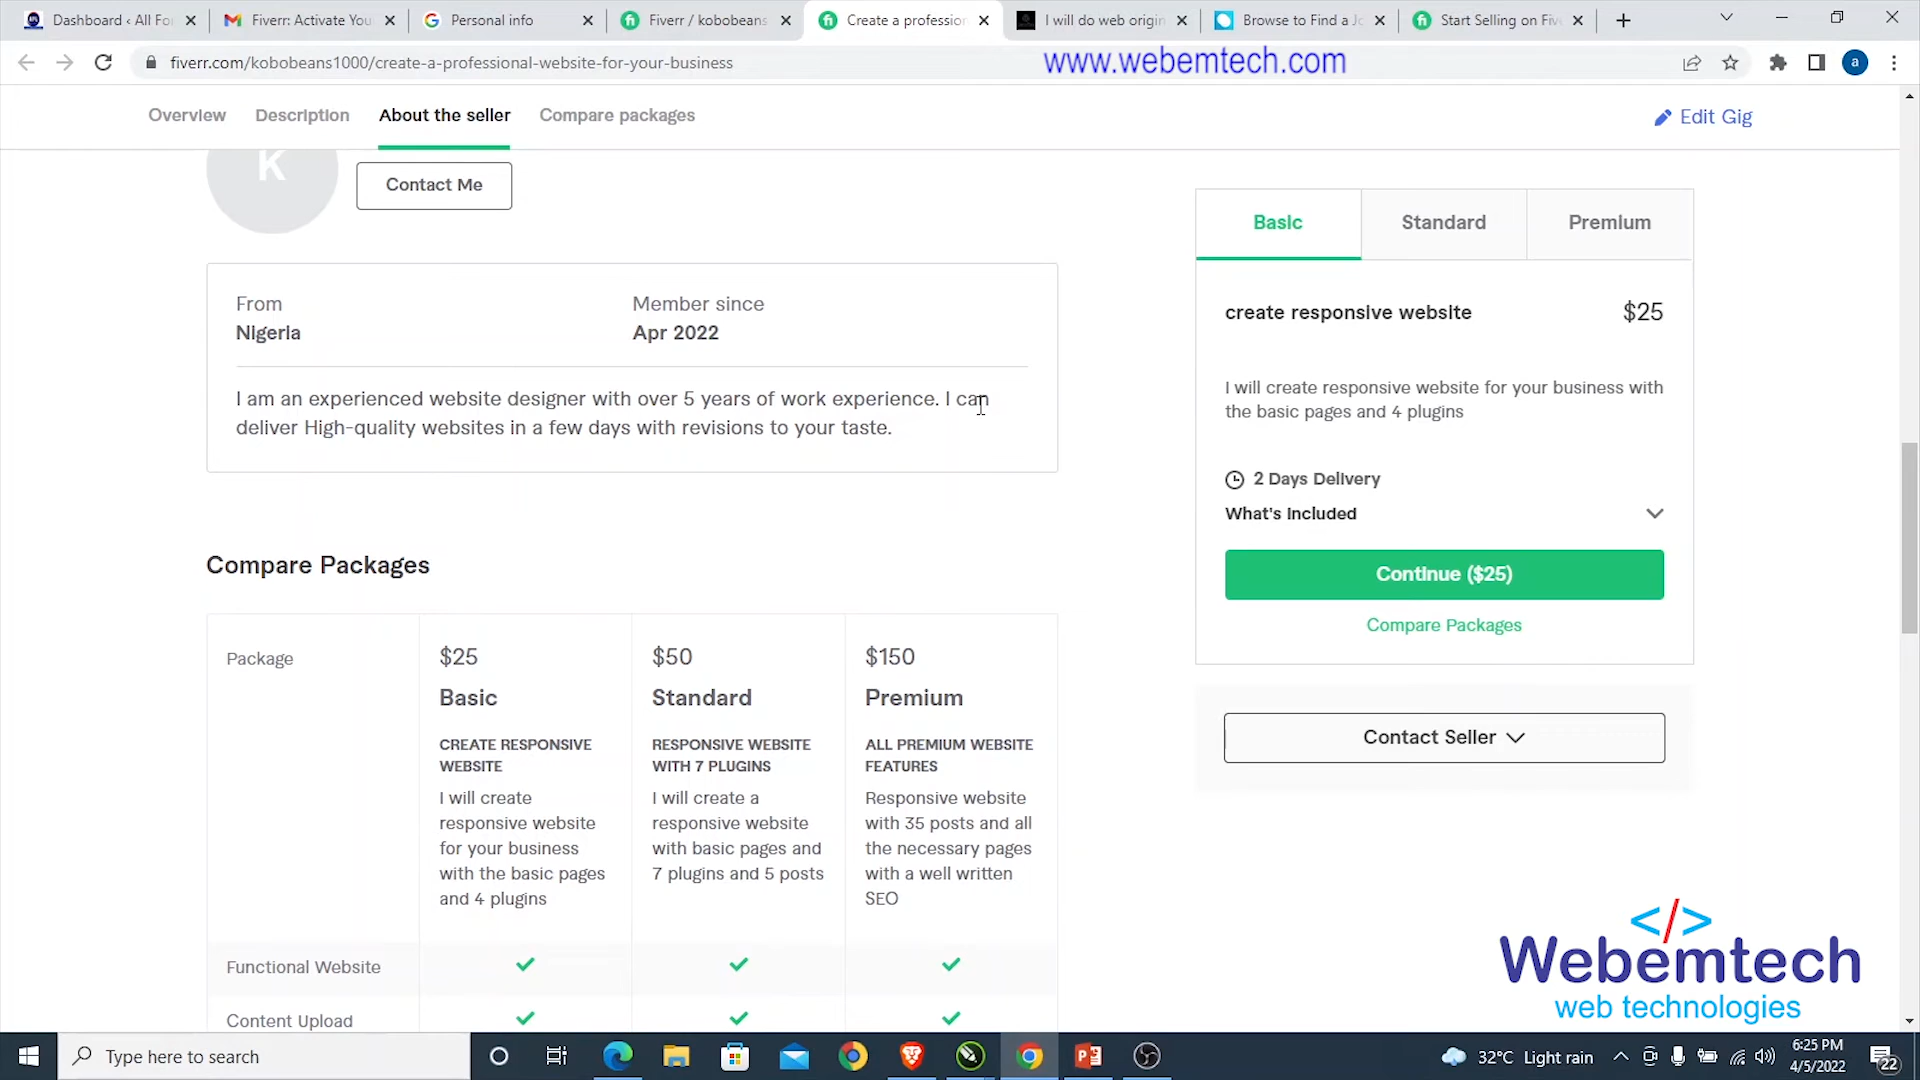 Dashboard ‹ All Fo
Fiverr: Activate You
Personal info
Fiverr / kobobeans
Create a profession
I will do web origin
Browse to Find a Jo
Start Selling on Five
fiverr.com/kobobeans1000/create-a-professional-website-for-your-business
www.webemtech.com
a
Overview
Description
About the seller
Compare packages
Edit Gig
K
Contact Me
From
Nigeria
Member since
Apr 2022
I am an experienced website designer with over 5 years of work experience. I can
deliver High-quality websites in a few days with revisions to your taste.
Basic
Standard
Premium
create responsive website
$25
I will create responsive website for your business with
the basic pages and 4 plugins
2 Days Delivery
What's Included
Continue ($25)
Compare Packages
Contact Seller
Compare Packages
Package
$25
Basic
CREATE RESPONSIVE
WEBSITE
I will create
responsive website
for your business
with the basic pages
and 4 plugins
$50
Standard
RESPONSIVE WEBSITE
WITH 7 PLUGINS
I will create a
responsive website
with basic pages and
7 plugins and 5 posts
$150
Premium
ALL PREMIUM WEBSITE
FEATURES
Responsive website
with 35 posts and all
the necessary pages
with a well written
SEO
Functional Website
Content Upload
</>
Webemtech
web technologies
Type here to search
32°C Light rain
6:25 PM
4/5/2022
22